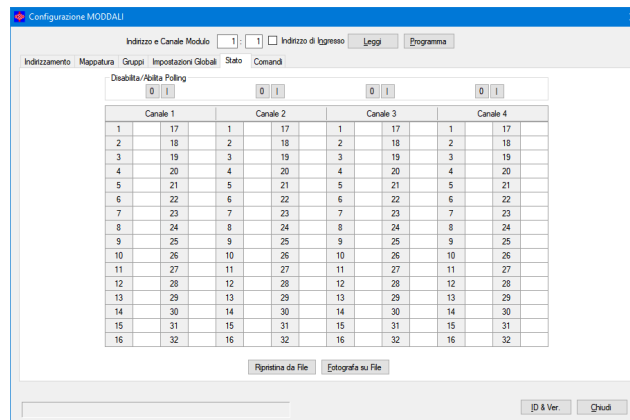 Configurazione MODDALI
Indirizzo e Canale Modulo 1 : 1 Indirizzo di Ingresso Leggi Programma
Indirizzamento Mappatura Gruppi Impostazioni Globali Stato Comandi
Disabilita/Abilita Polling
0 | 0 | 0 | 0 |
Canale 1 Canale 2 Canale 3 Canale 4
1 17 1 17 1 17 1 17
2 18 2 18 2 18 2 18
3 19 3 19 3 19 3 19
4 20 4 20 4 20 4 20
5 21 5 21 5 21 5 21
6 22 6 22 6 22 6 22
7 23 7 23 7 23 7 23
8 24 8 24 8 24 8 24
9 25 9 25 9 25 9 25
10 26 10 26 10 26 10 26
11 27 11 27 11 27 11 27
12 28 12 28 12 28 12 28
13 29 13 29 13 29 13 29
14 30 14 30 14 30 14 30
15 31 15 31 15 31 15 31
16 32 16 32 16 32 16 32
Ripristina da File Fotografa su File
ID & Ver. Chiudi